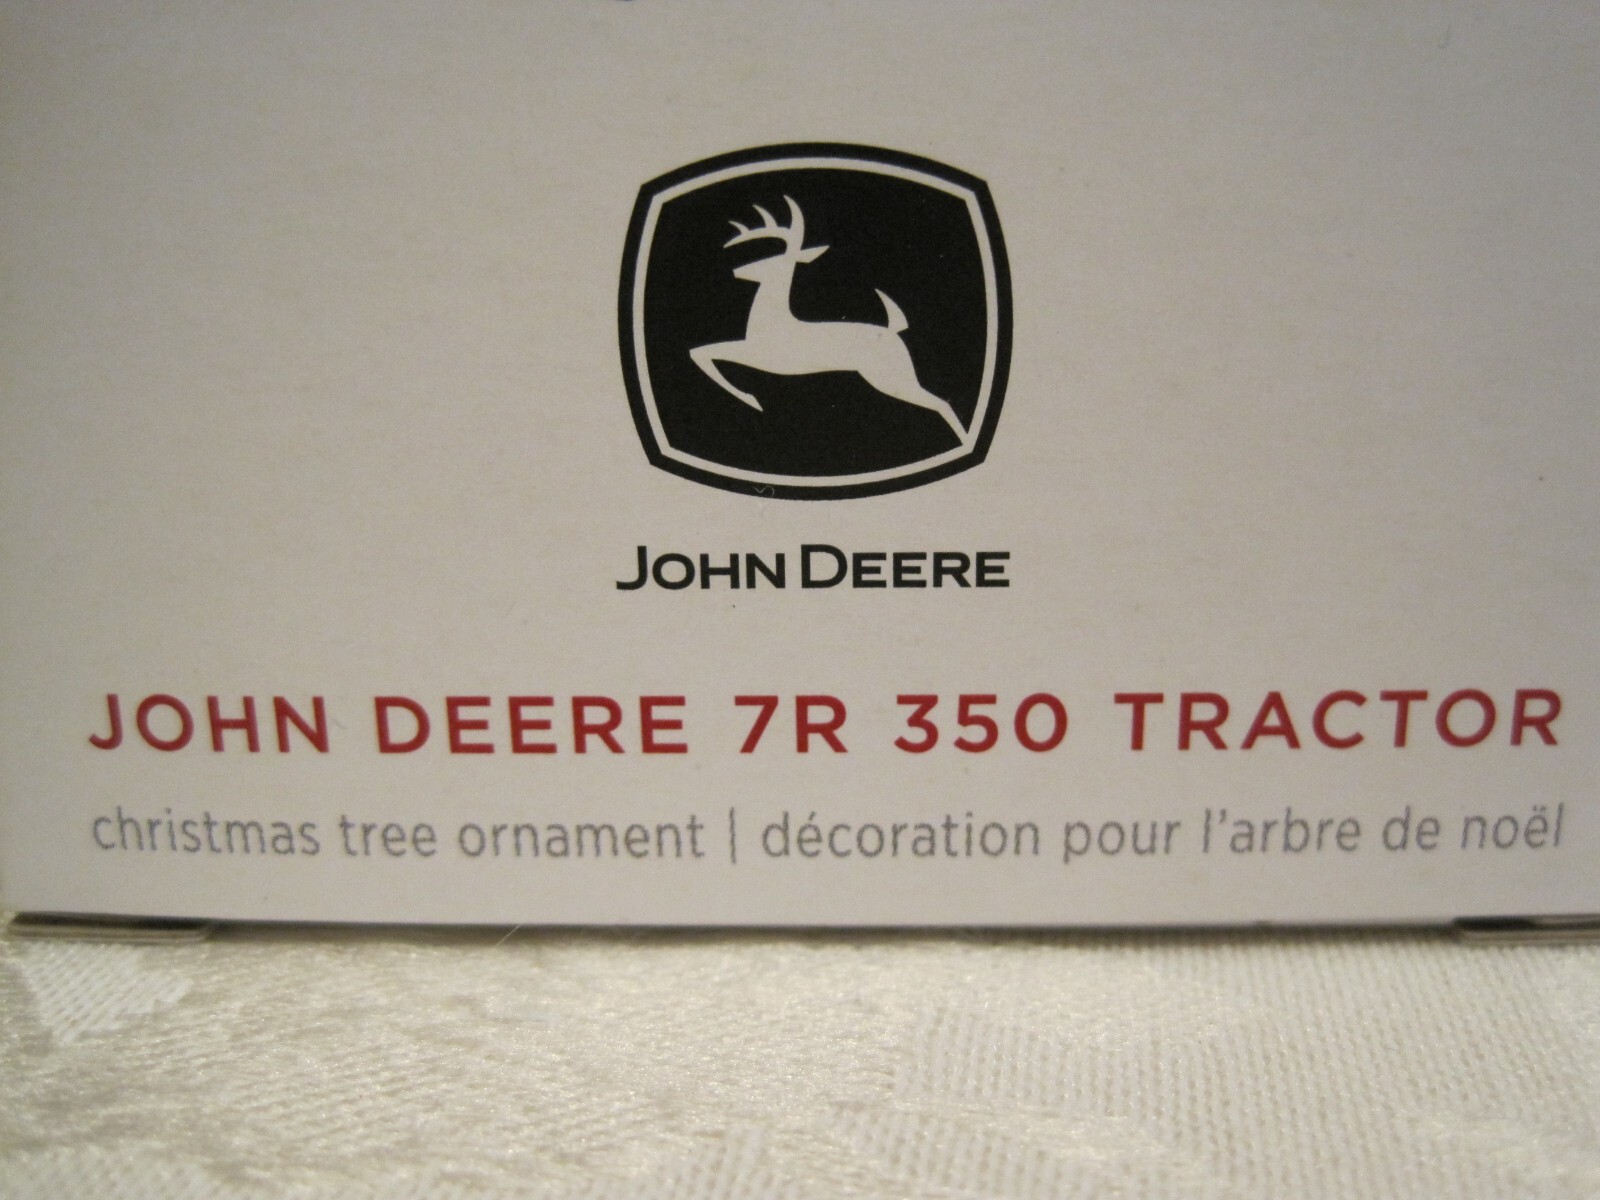 JOHN DEERE
JOHN DEERE 7R 350 TRACTOR
christmas tree ornament | décoration pour l'arbre de noël